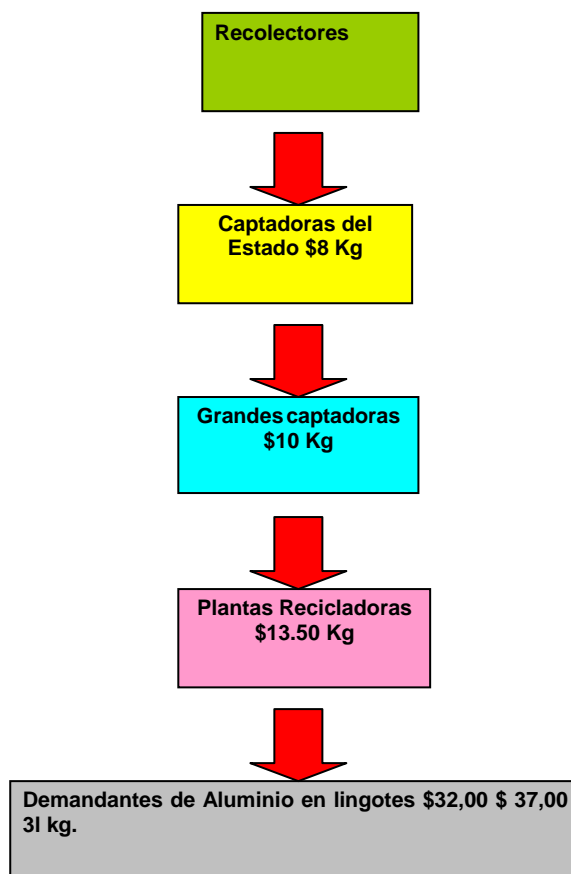 Recolectores
Captadoras del
Estado $8 Kg
Grandes captadoras
$10 Kg
Plantas Recicladoras
$13.50 Kg
Demandantes de Aluminio en lingotes $32,00 $ 37,00
3l kg.